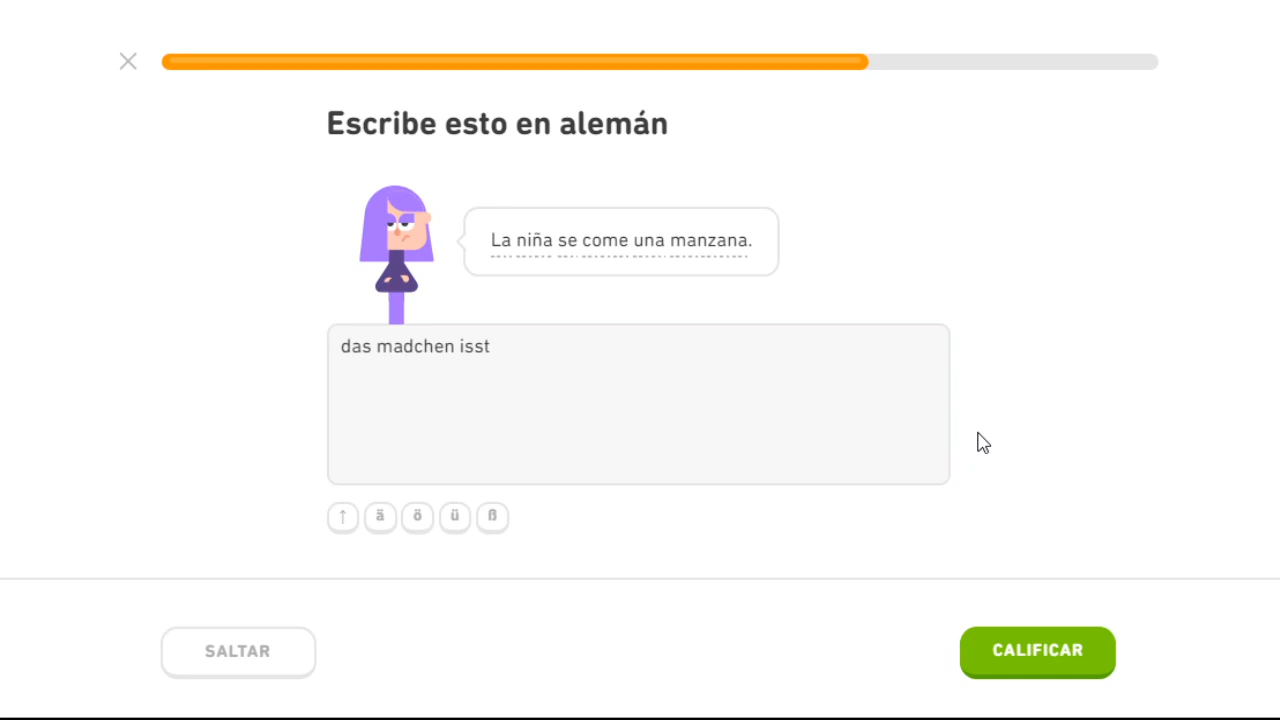 Escribe esto en alemán
La niña se come una manzana.
das madchen isst
↑ ä ö ü ß
SALTAR
CALIFICAR